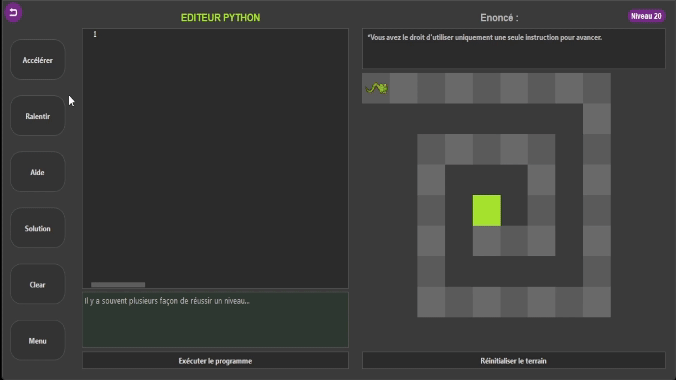 EDITEUR PYTHON
Enoncé :
Niveau 20
1
*Vous avez le droit d'utiliser uniquement une seule instruction pour avancer.
Accélérer
Ralentir
Aide
Solution
Clear
Menu
Il y a souvent plusieurs façon de réussir un niveau...
Exécuter le programme
Réinitialiser le terrain